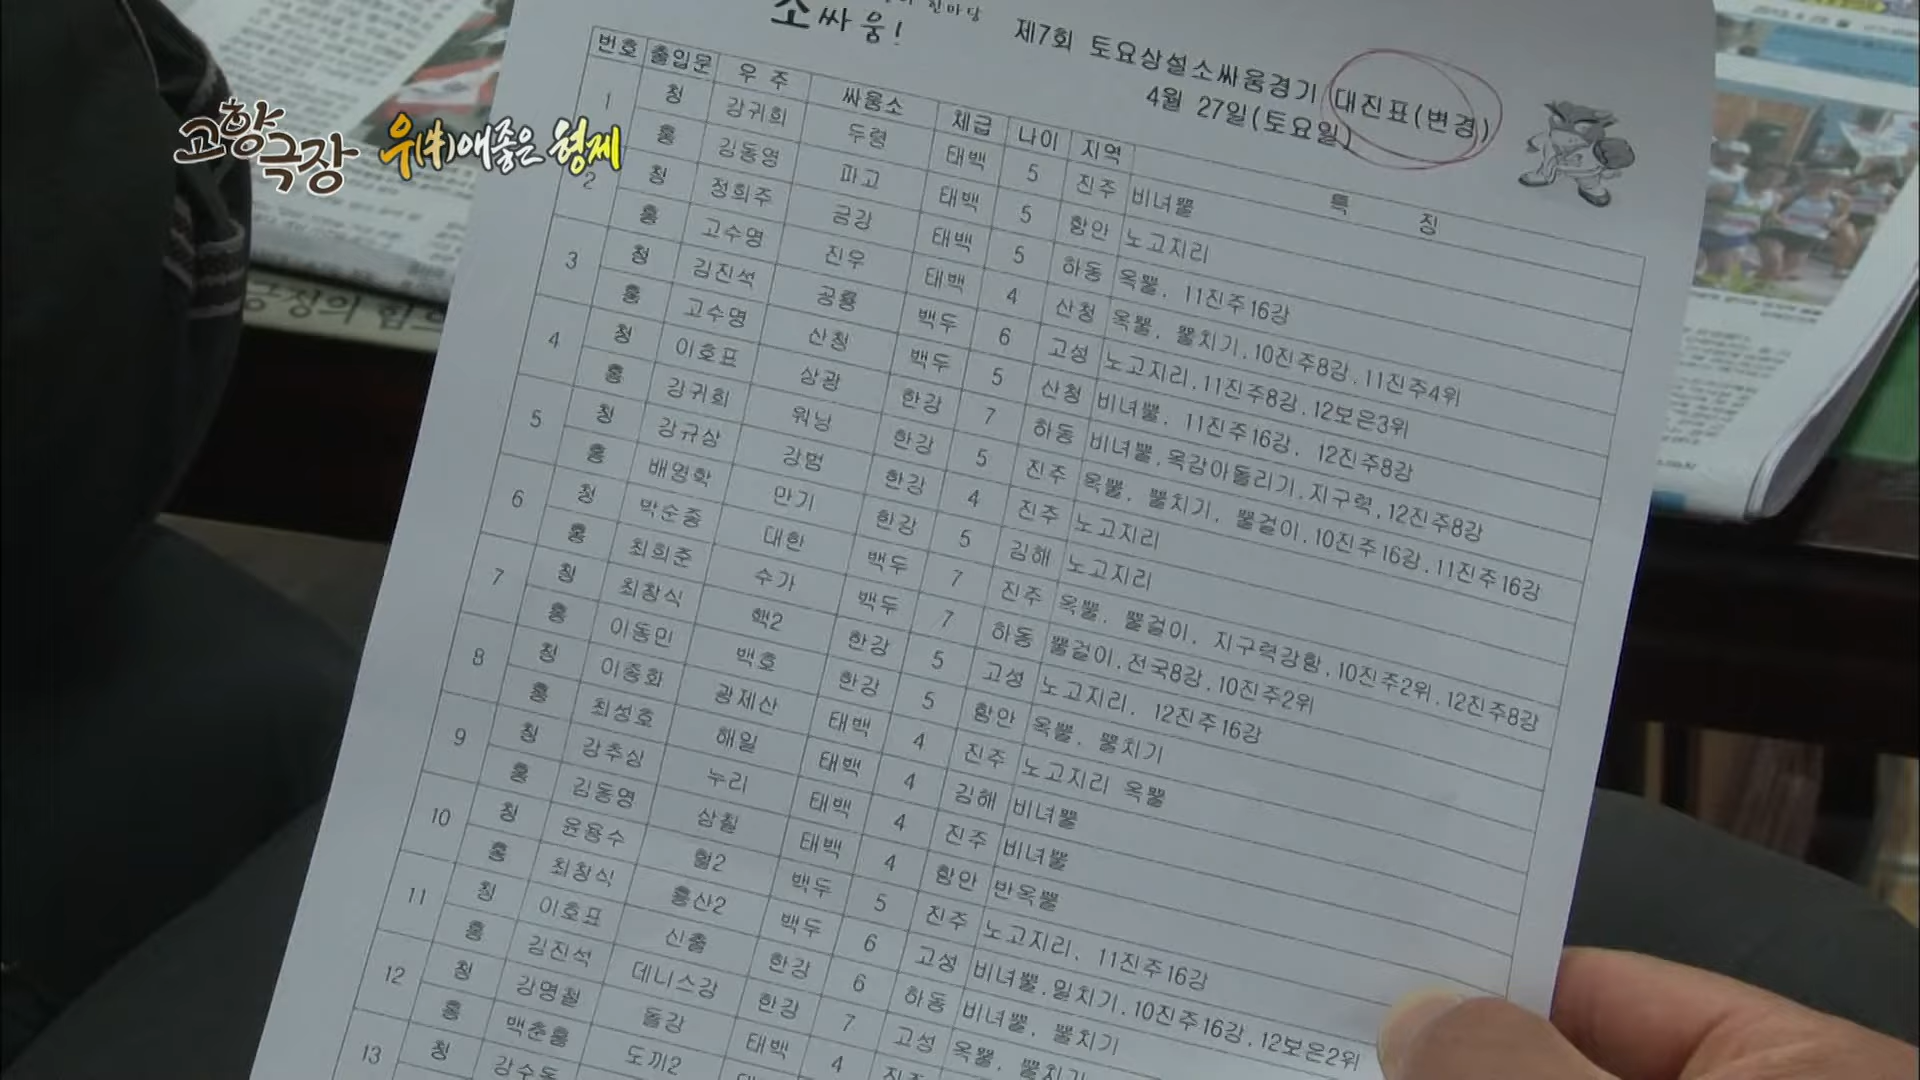 고향극장 우(牛)애좋은 형제
한마당
소싸움!
제7회 토요상설소싸움경기 대진표(변경)
4월 27일(토요일)
번호 출입문 우 주 싸움소 체급 나이 지역 특 징
1 청 강귀희 두령 태백 5 진주 비녀뿔
홍 김동영 파고 태백 5 함안 노고지리
2 청 정희주 금강 태백 5 하동 옥뿔, 11진주16강
홍 고수영 진우 태백 4 산청 옥뿔, 뿔치기,10진주8강,11진주4위
3 청 김진석 공룡 백두 6 고성 노고지리,11진주8강,12보은3위
홍 고수영 산청 백두 5 산청 비녀뿔, 11진주16강, 12진주8강
4 청 이호표 삼광 한강 7 하동 비녀뿔,목감아돌리기,지구력,12진주8강
홍 강귀희 워낭 한강 5 진주 옥뿔, 뿔치기, 뿔걸이,10진주16강,11진주16강
5 청 강규상 강범 한강 4 진주 노고지리
홍 배영학 만기 한강 5 김해 노고지리
6 청 박순종 대한 백두 7 진주 옥뿔, 뿔걸이, 지구력강함,10진주2위,12진주8강
홍 최희준 수가 백두 7 하동 뿔걸이,전국8강,10진주2위
7 청 최창식 핵2 한강 5 고성 노고지리, 12진주16강
홍 이동민 백호 한강 5 함안 옥뿔, 뿔치기
8 청 이종화 광제산 태백 4 진주 노고지리 옥뿔
홍 최성호 해일 태백 4 김해 비녀뿔
9 청 강추싱 누리 태백 4 진주 비녀뿔
홍 김동영 삼칠 태백 4 함안 반옥뿔
10 청 윤용수 혈2 백두 5 진주 노고지리, 11진주16강
홍 최창식 홍산2 백두 6 고성 비녀뿔,밀치기,10진주16강,12보은2위
11 청 이호표 신출 한강 6 하동 비녀뿔, 뿔치기
홍 김진석 데니스강 한강 7 고성 옥뿔, 뿔치기
12 청 강영철 돌강 태백 4 진주
홍 백춘흠 도끼2
13 청 강수동
긍정의 힘